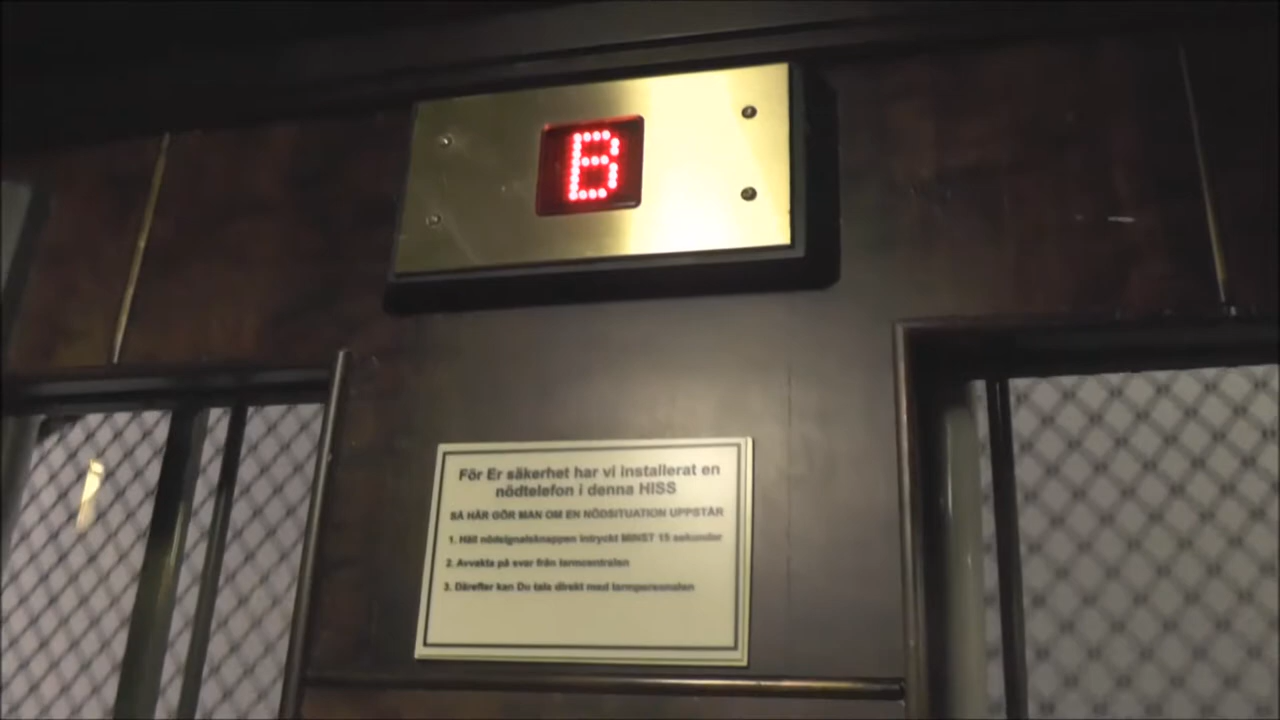 B
För Er säkerhet har vi installerat en
nödtelefon i denna HISS
SÅ HÄR GÖR MAN OM EN NÖDSITUATION UPPSTÅR
1. Håll nödsignalsknappen intryckt MINST 15 sekunder
2. Avvakta på svar från larmcentralen
3. Därefter kan Du tala direkt med larmpersonalen